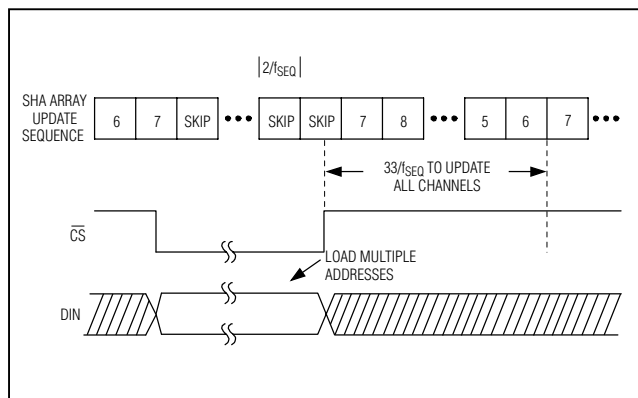 |2/fSEQ|
SHA ARRAY
UPDATE
SEQUENCE
6 7 SKIP ••• SKIP SKIP 7 8 ••• 5 6 7 •••
33/fSEQ TO UPDATE
ALL CHANNELS
CS
LOAD MULTIPLE
ADDRESSES
DIN